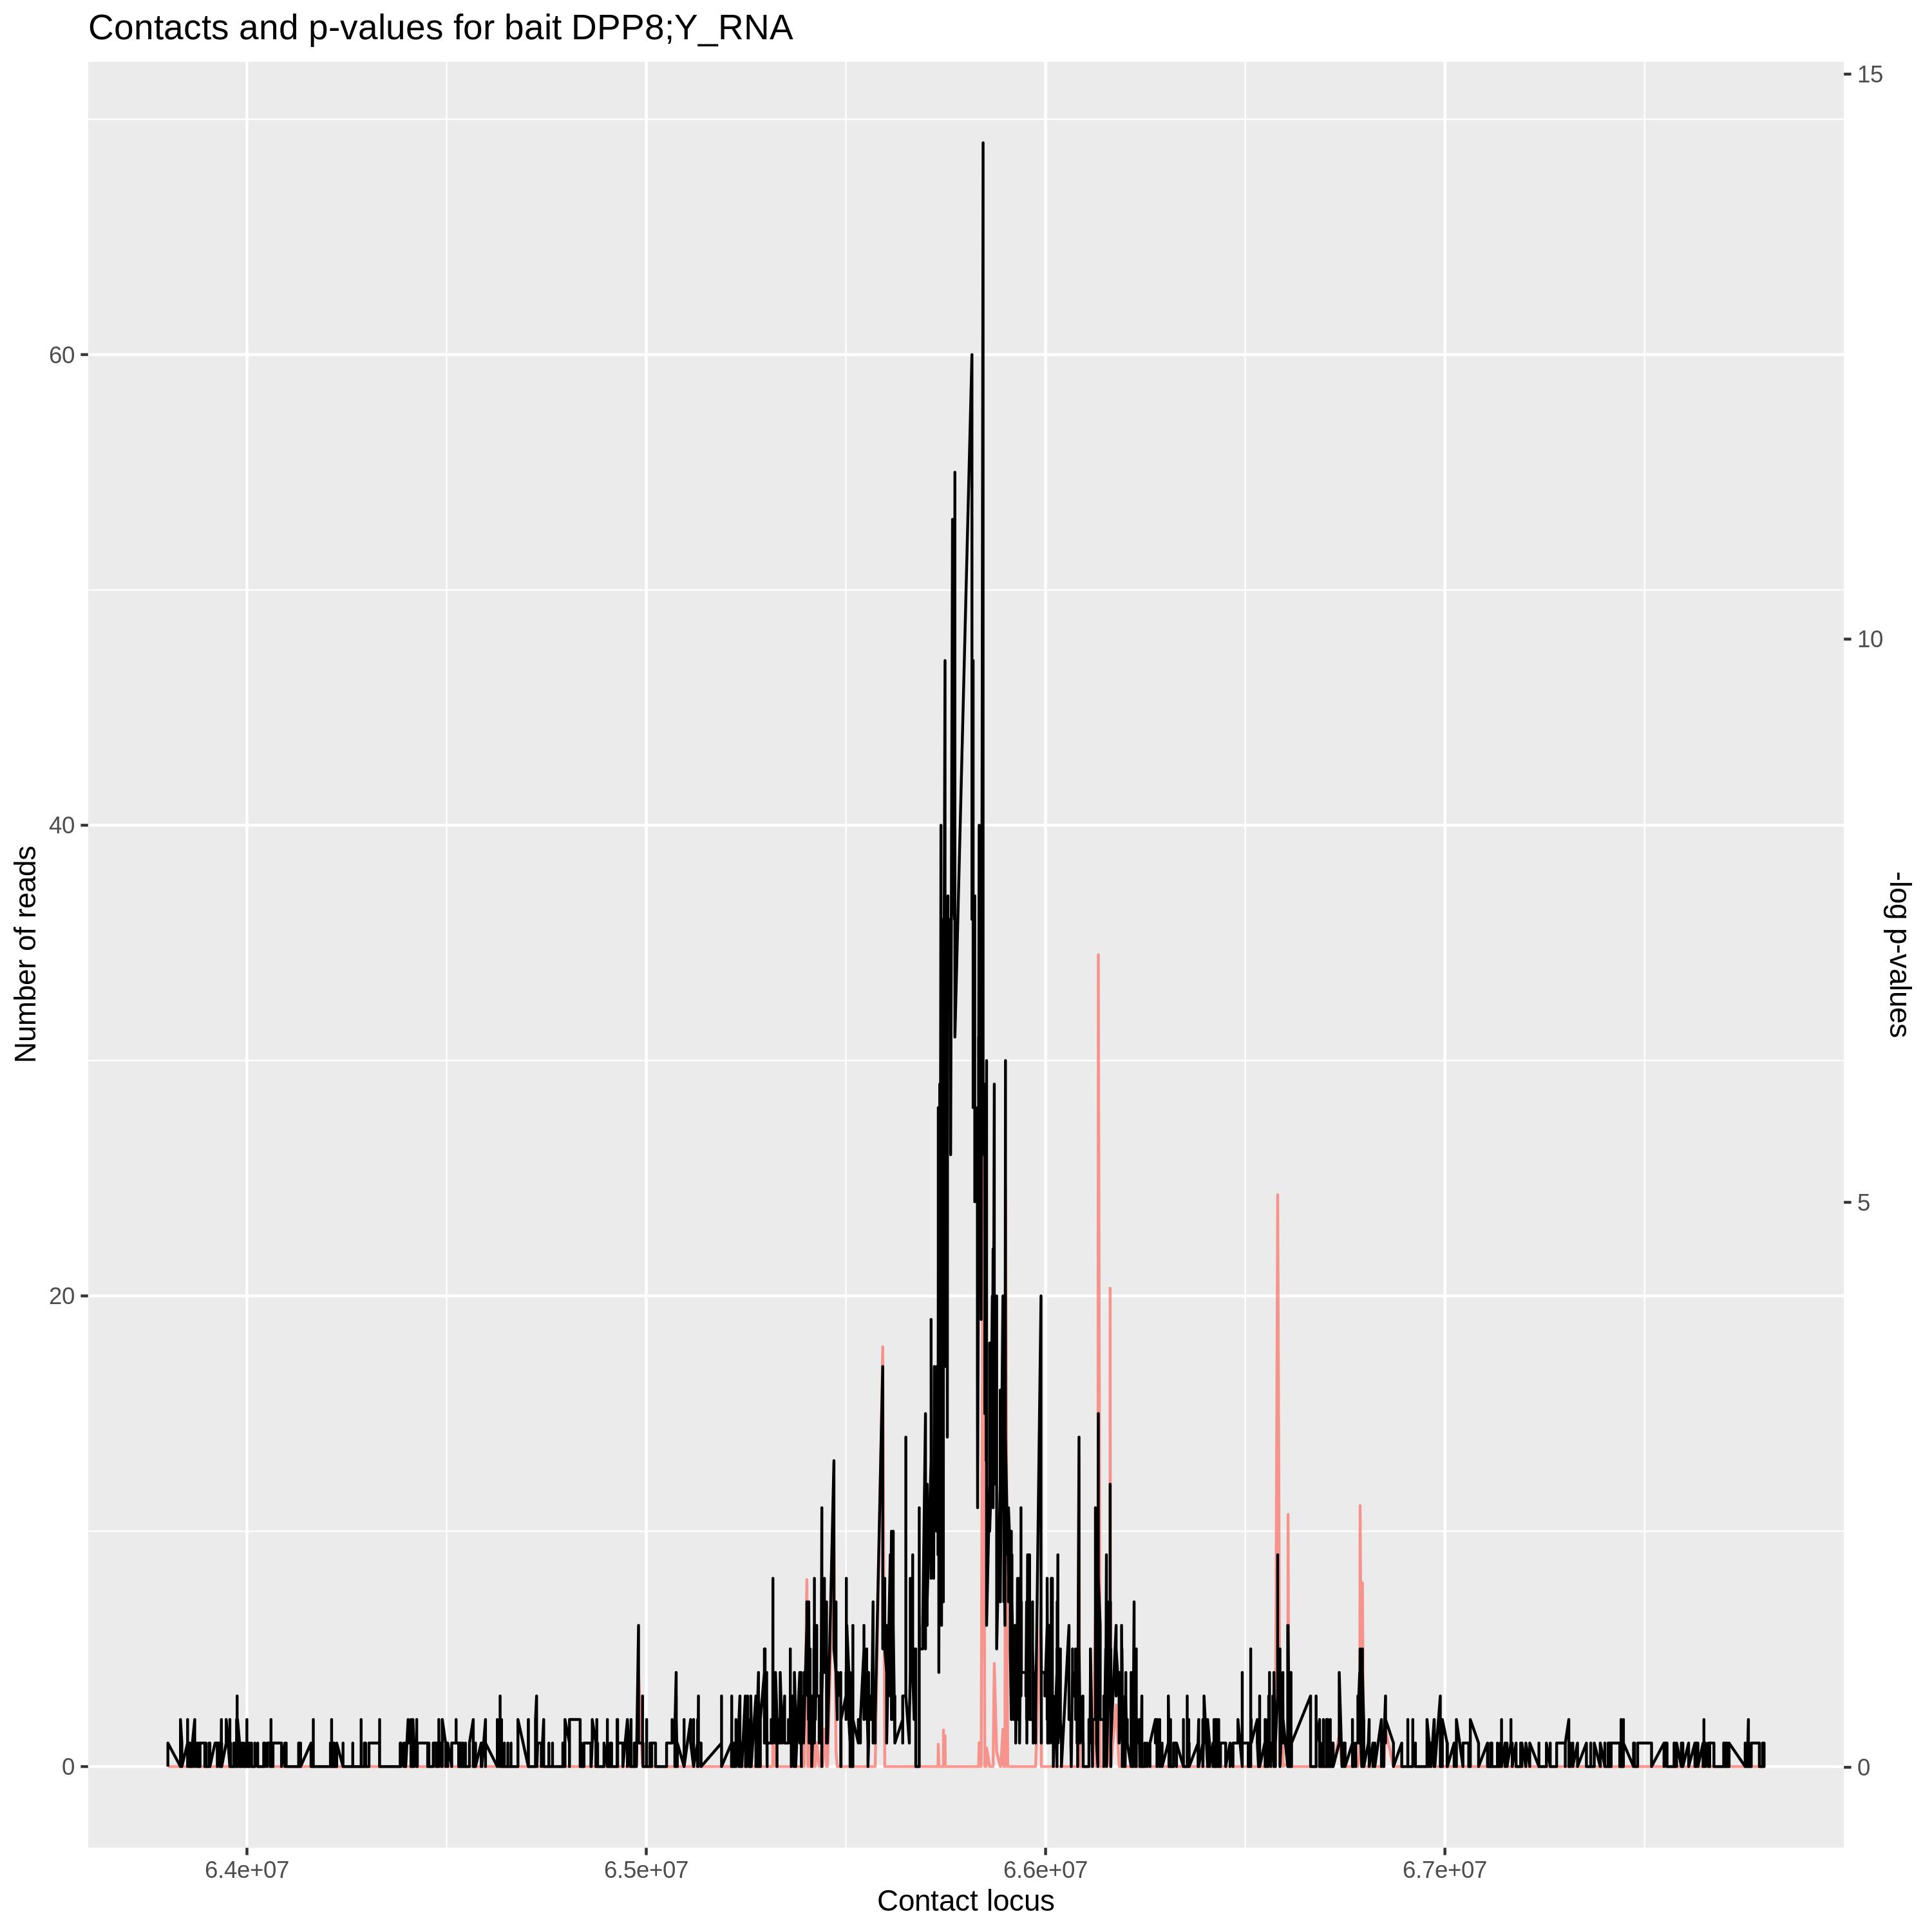 Contacts and p-values for bait DPP8;Y_RNA
15
60
10
40
Number of reads
-log p-values
5
20
0
0
6.4e+07
6.5e+07
6.6e+07
6.7e+07
Contact locus